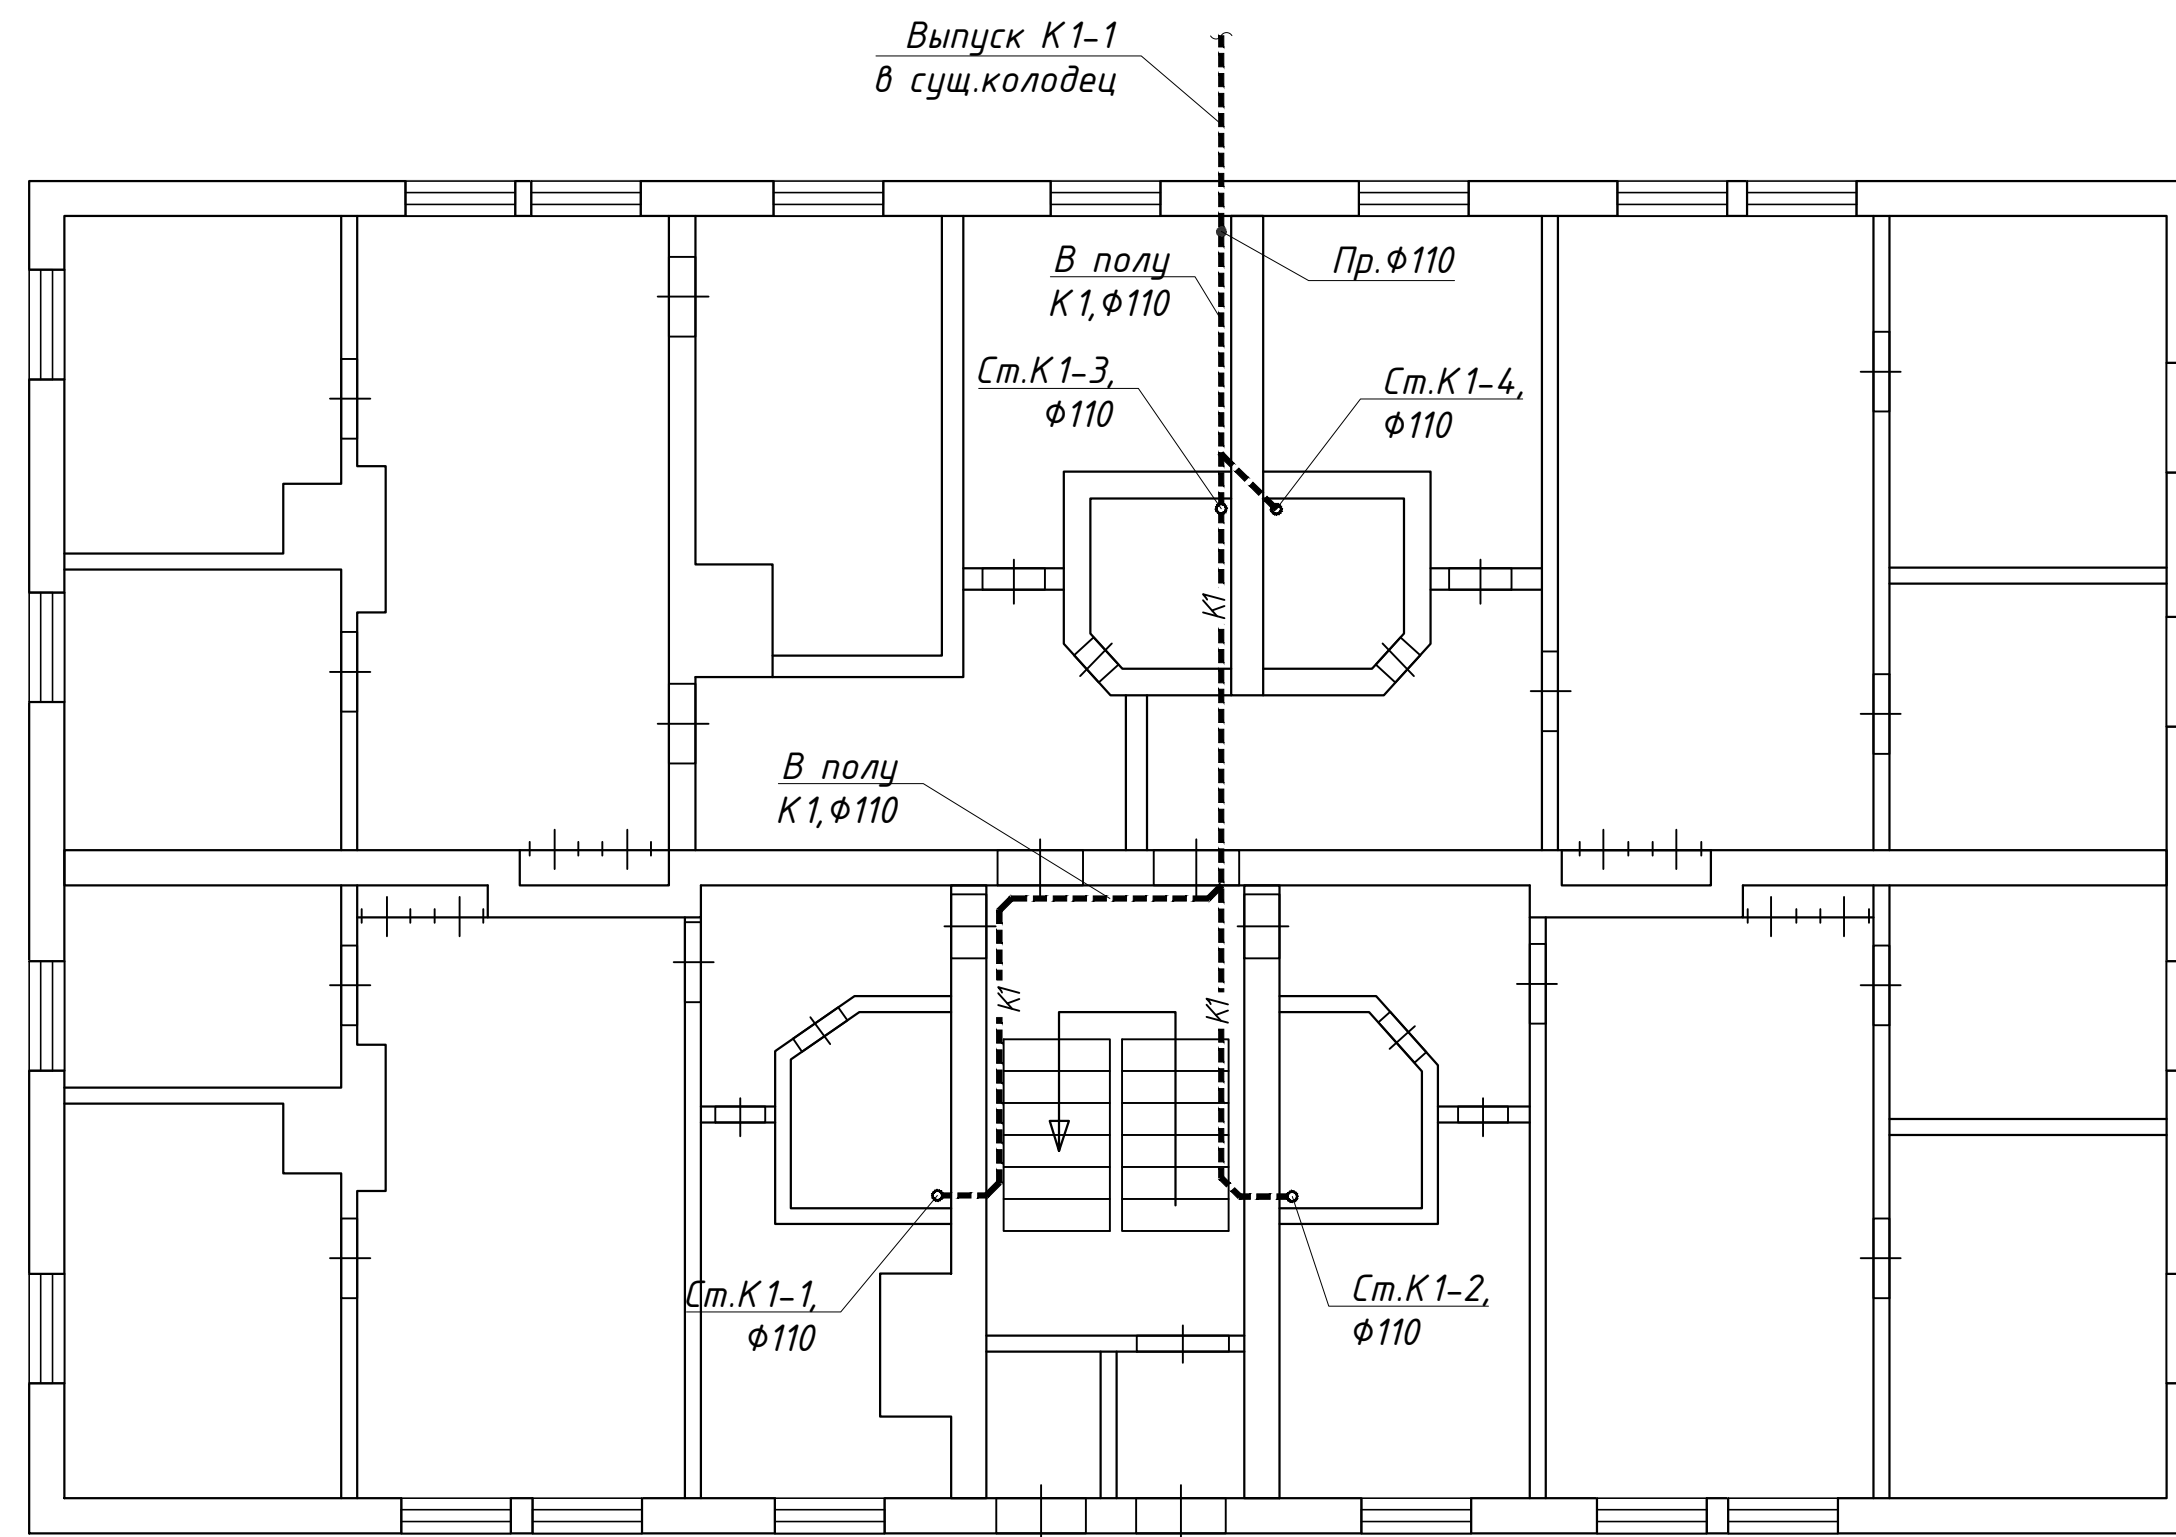 Выпуск К1-1
в сущ.колодец
В полу
К1,Ф110
Пр.Ф110
Ст.К1-3,
Ф110
Ст.К1-4,
Ф110
К1
В полу
К1,Ф110
К1
К1
Ст.К1-1,
Ф110
Ст.К1-2,
Ф110